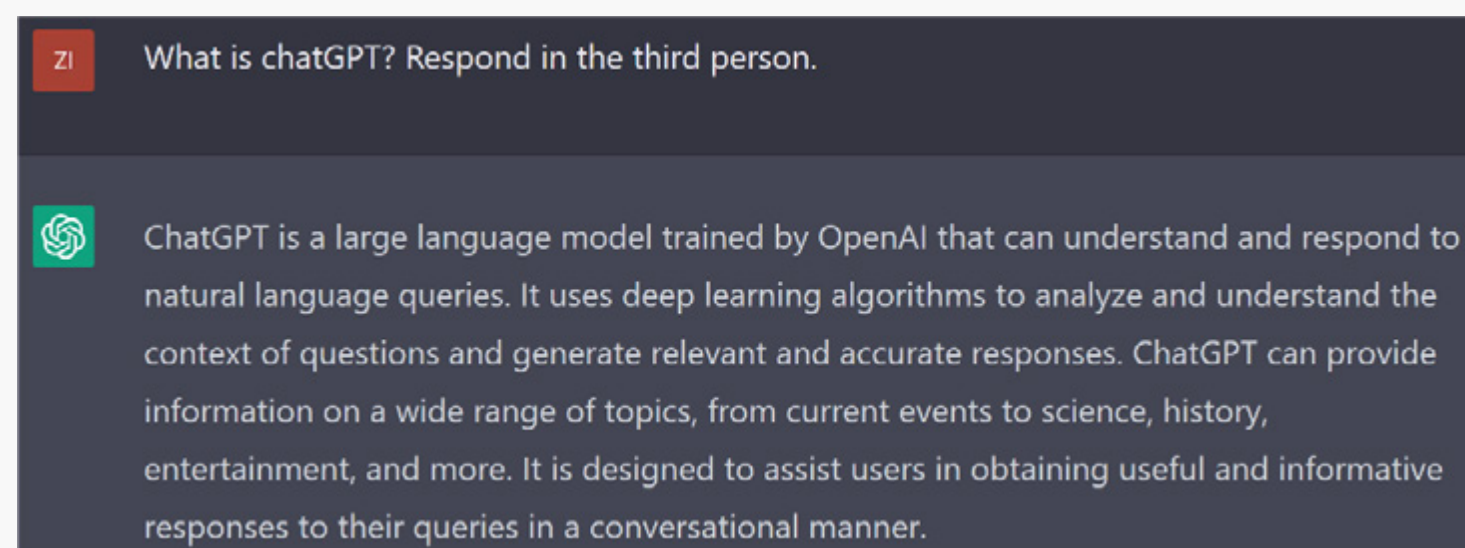 ZI
What is chatGPT? Respond in the third person.
ChatGPT is a large language model trained by OpenAI that can understand and respond to
natural language queries. It uses deep learning algorithms to analyze and understand the
context of questions and generate relevant and accurate responses. ChatGPT can provide
information on a wide range of topics, from current events to science, history,
entertainment, and more. It is designed to assist users in obtaining useful and informative
responses to their queries in a conversational manner.